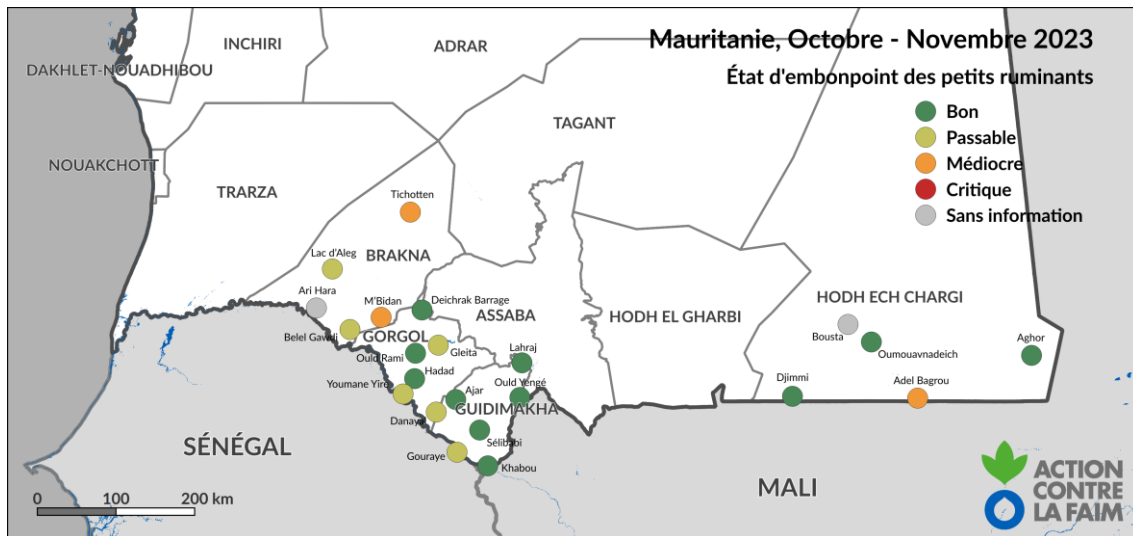 Mauritanie, Octobre - Novembre 2023
État d'embonpoint des petits ruminants
Bon
Passable
Médiocre
Critique
Sans information
INCHIRI
ADRAR
DAKHLET-NOUADHIBOU
TAGANT
NOUAKCHOTT
TRARZA
Tichotten
BRAKNA
Lac d'Aleg
Ari Hara
M'Bidan
Deichrak Barrage
ASSABA
HODH EL GHARBI
HODH ECH CHARGI
Belel Gawdi
GORGOL
Gleita
Bousta
Oumouavnadeich
Aghor
Ould Rami
Lahraj
Hadad
Youmane Yiré
Ajar
Ould Yengé
Djimmi
Adel Bagrou
GUIDIMAKHA
Danaya
Sélibabi
Gouraye
Khabou
SÉNÉGAL
MALI
0 100 200 km
ACTION
CONTRE
LA FAIM